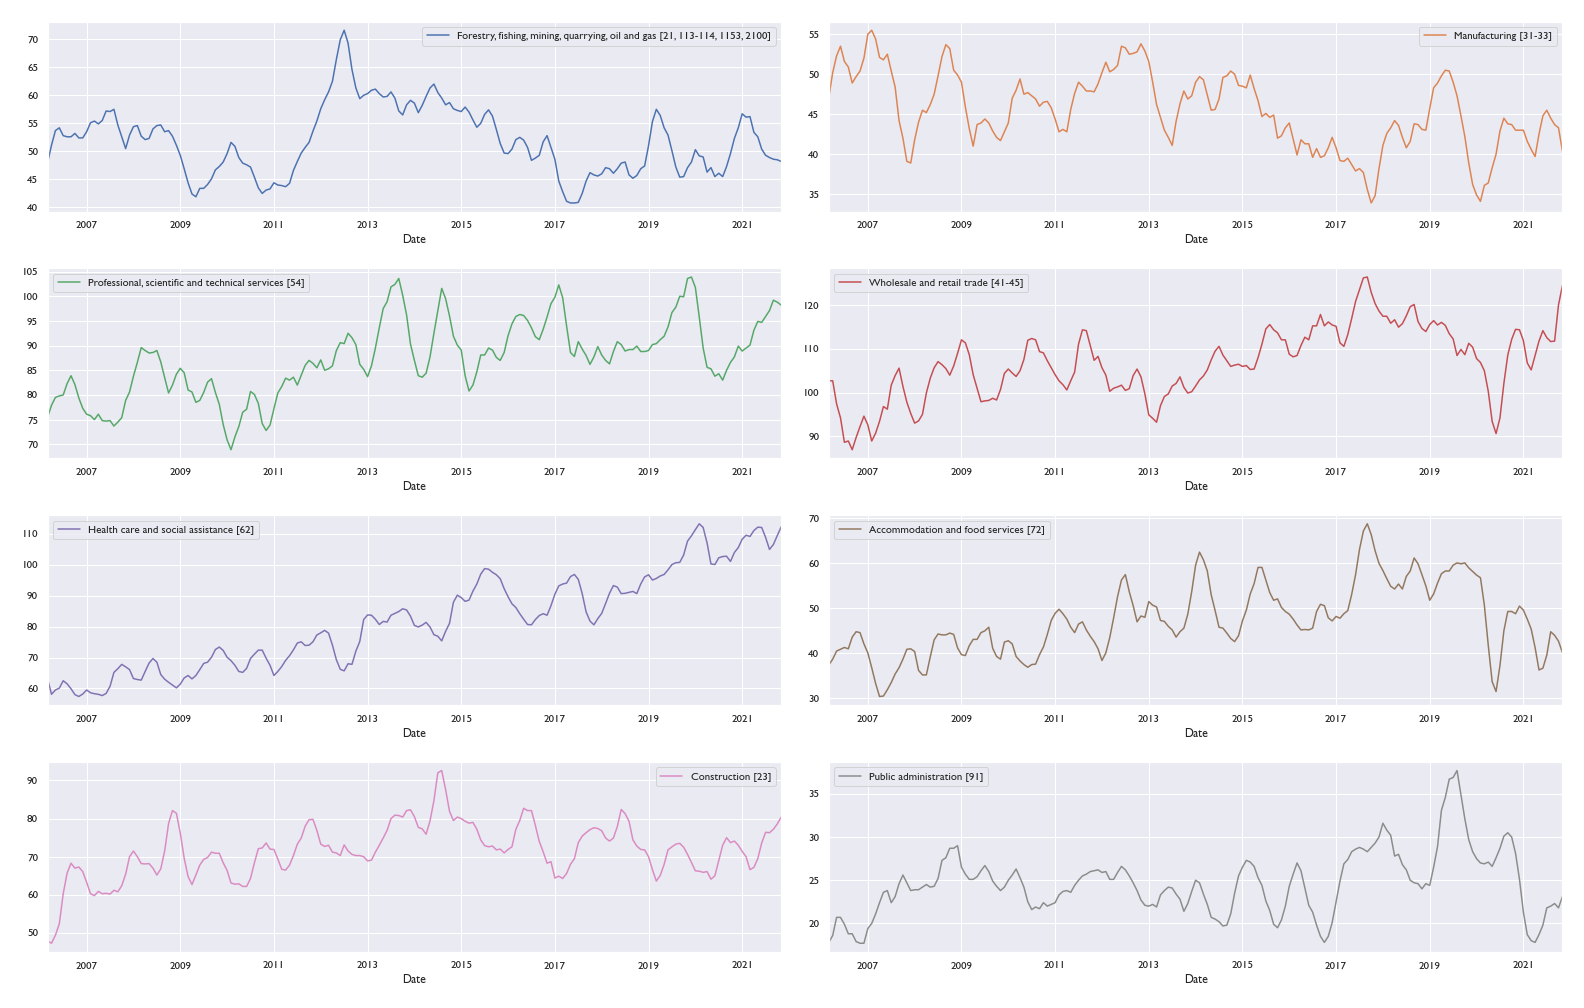 Forestry, fishing, mining, quarrying, oil and gas [21, 113-114, 1153, 2100]
70
65
60
55
50
45
40
2007 2009 2011 2013 2015 2017 2019 2021
Date
Manufacturing [31-33]
55
50
45
40
35
2007 2009 2011 2013 2015 2017 2019 2021
Date
Professional, scientific and technical services [54]
105
100
95
90
85
80
75
70
2007 2009 2011 2013 2015 2017 2019 2021
Date
Wholesale and retail trade [41-45]
120
110
100
90
2007 2009 2011 2013 2015 2017 2019 2021
Date
Health care and social assistance [62]
110
100
90
80
70
60
2007 2009 2011 2013 2015 2017 2019 2021
Date
Accommodation and food services [72]
70
60
50
40
30
2007 2009 2011 2013 2015 2017 2019 2021
Date
Construction [23]
90
80
70
60
50
2007 2009 2011 2013 2015 2017 2019 2021
Date
Public administration [91]
35
30
25
20
2007 2009 2011 2013 2015 2017 2019 2021
Date